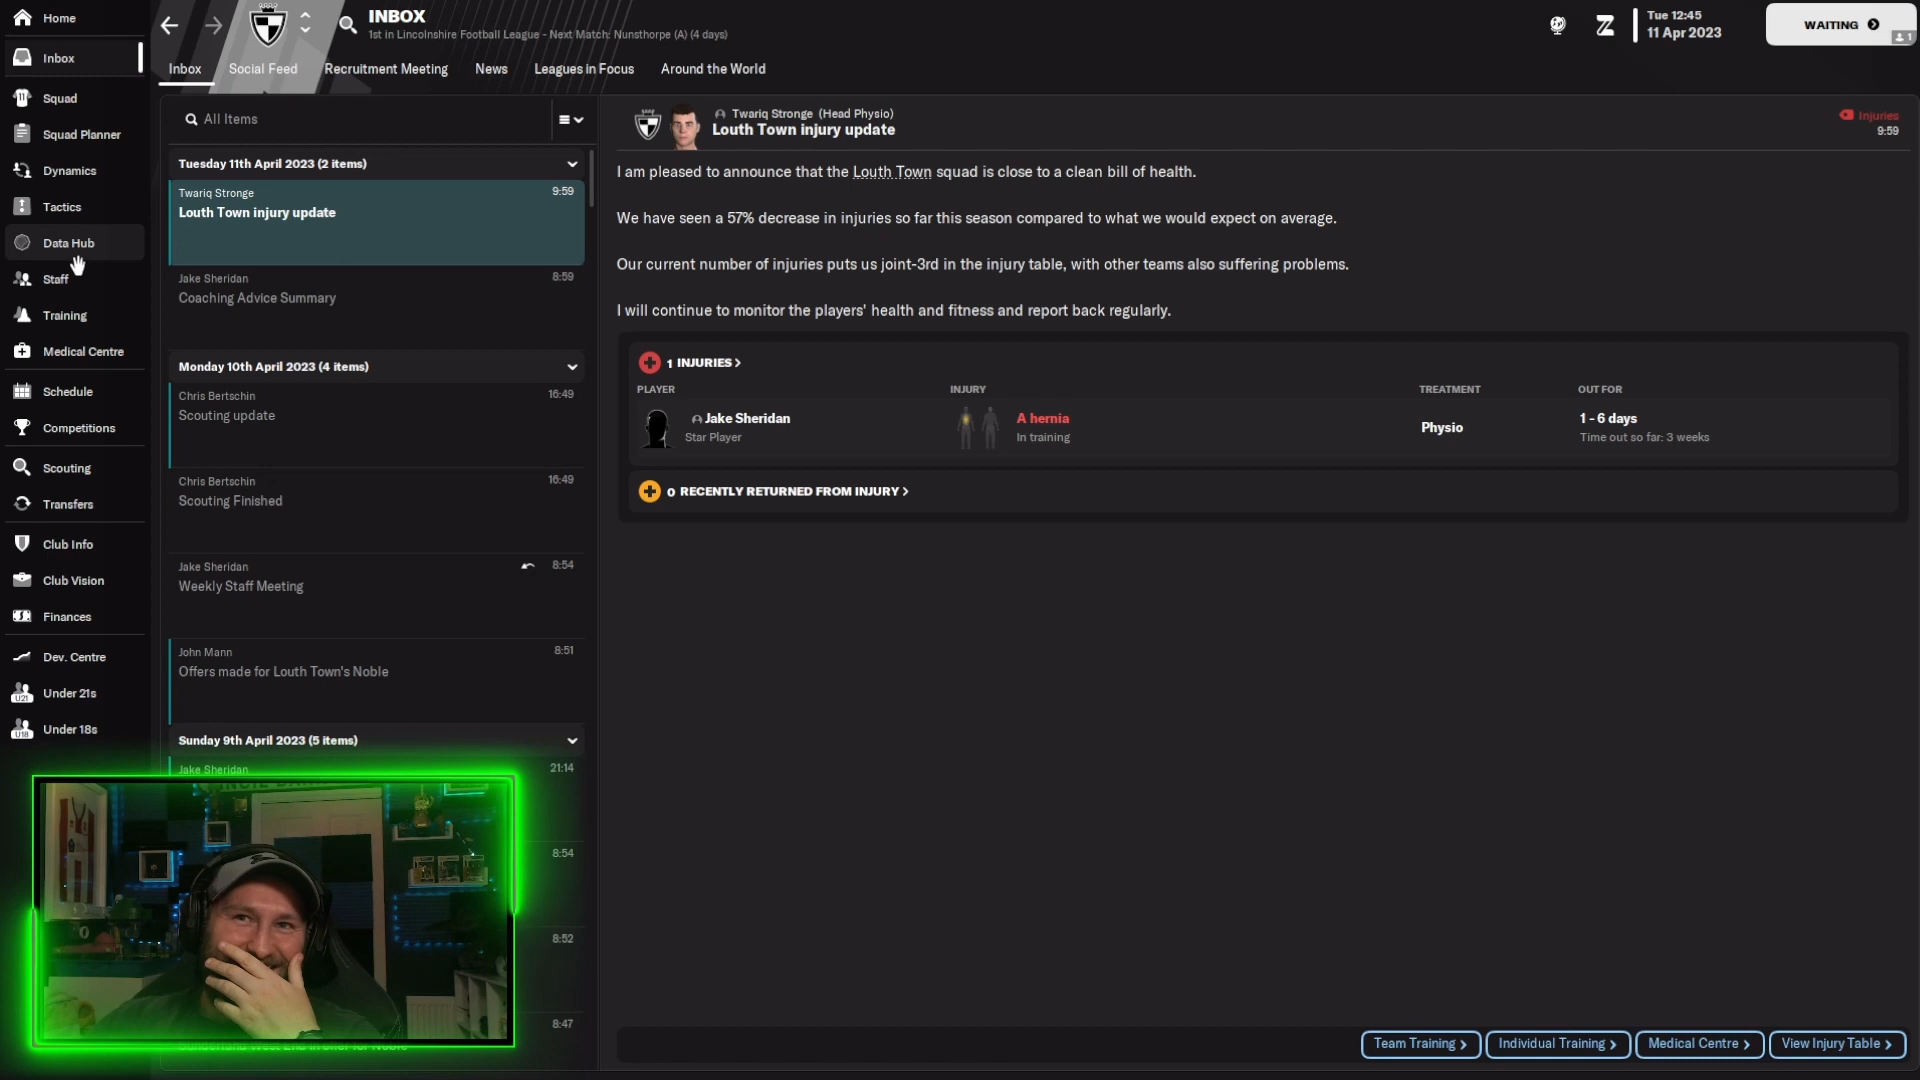 Home
Inbox
Squad
Squad Planner
Dynamics
Tactics
Data Hub
Staff
Training
Medical Centre
Schedule
Competitions
Scouting
Transfers
Club Info
Club Vision
Finances
Dev. Centre
U21
Under 21s
U18
Under 18s
INBOX
1st in Lincolnshire Football League - Next Match: Nunsthorpe (A) (4 days)
Tue 12:45
11 Apr 2023
WAITING
1
Inbox Social Feed Recruitment Meeting News Leagues in Focus Around the World
All Items
Tuesday 11th April 2023 (2 items)
Twariq Stronge 9:59
Louth Town injury update
Jake Sheridan 8:59
Coaching Advice Summary
Monday 10th April 2023 (4 items)
Chris Bertschin 16:49
Scouting update
Chris Bertschin 16:49
Scouting Finished
Jake Sheridan 8:54
Weekly Staff Meeting
John Mann 8:51
Offers made for Louth Town's Noble
Sunday 9th April 2023 (5 items)
Jake Sheridan 21:14
8:54
8:52
8:47
Twariq Stronge (Head Physio)
Louth Town injury update
Injuries
9:59
I am pleased to announce that the Louth Town squad is close to a clean bill of health.
We have seen a 57% decrease in injuries so far this season compared to what we would expect on average.
Our current number of injuries puts us joint-3rd in the injury table, with other teams also suffering problems.
I will continue to monitor the players' health and fitness and report back regularly.
1 INJURIES >
PLAYER INJURY TREATMENT OUT FOR
Jake Sheridan A hernia Physio 1 - 6 days
Star Player In training Time out so far: 3 weeks
0 RECENTLY RETURNED FROM INJURY >
Team Training > Individual Training > Medical Centre > View Injury Table >